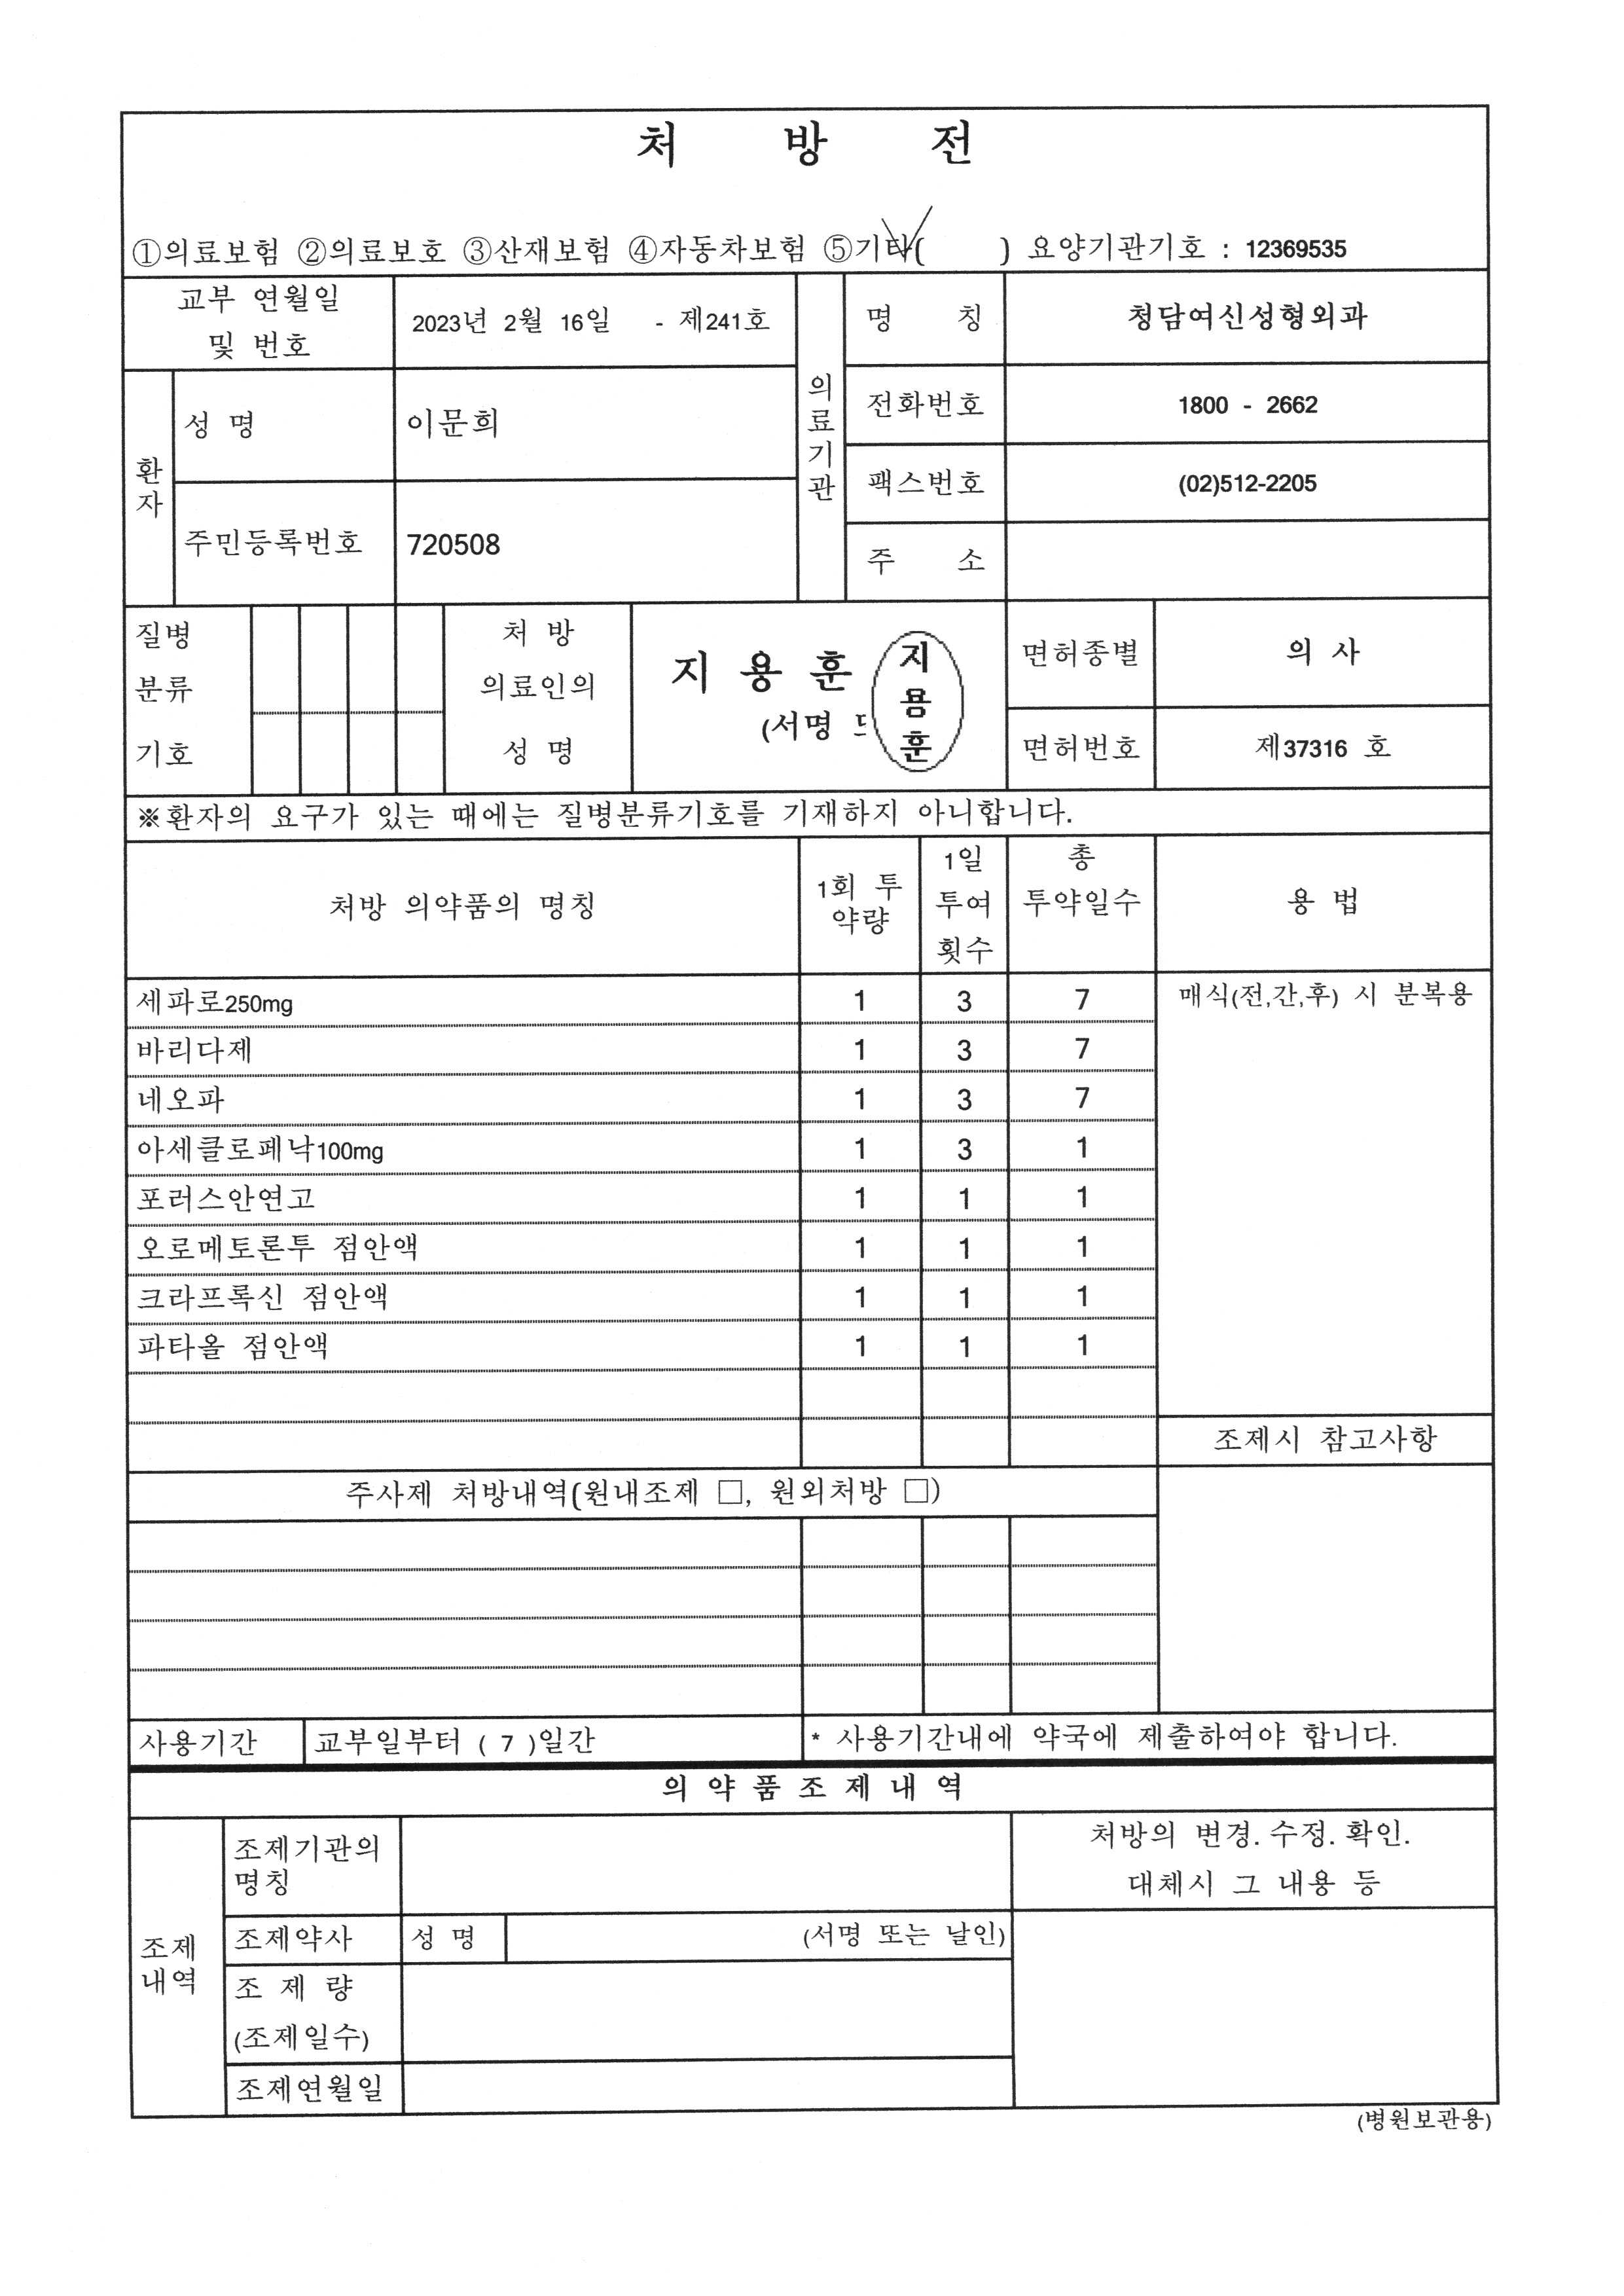 처 방 전
①의료보험 ②의료보호 ③산재보험 ④자동차보험 ⑤기타( ) 요양기관기호 : 12369535
교부 연월일
및 번호
2023년 2월 16일 - 제241호
의료기관
명 칭
청담여신성형외과
환자
성 명
이문희
전화번호
1800 - 2662
팩스번호
(02)512-2205
주민등록번호
720508
주 소
질병
분류
기호
처 방
의료인의
성 명
지 용 훈
(서명
지용훈
면허종별
의 사
면허번호
제37316 호
※환자의 요구가 있는 때에는 질병분류기호를 기재하지 아니합니다.
처방 의약품의 명칭
1회 투
약량
1일
투여
횟수
총
투약일수
용 법
세파로250mg 1 3 7 매식(전,간,후) 시 분복용
바리다제 1 3 7
네오파 1 3 7
아세클로페낙100mg 1 3 1
포러스안연고 1 1 1
오로메토론투 점안액 1 1 1
크라프록신 점안액 1 1 1
파타올 점안액 1 1 1
조제시 참고사항
주사제 처방내역(원내조제 □, 원외처방 □)
사용기간 교부일부터 ( 7 )일간 * 사용기간내에 약국에 제출하여야 합니다.
의 약 품 조 제 내 역
조제
내역
조제기관의
명칭
처방의 변경. 수정. 확인.
대체시 그 내용 등
조제약사 성 명 (서명 또는 날인)
조 제 량
(조제일수)
조제연월일
(병원보관용)